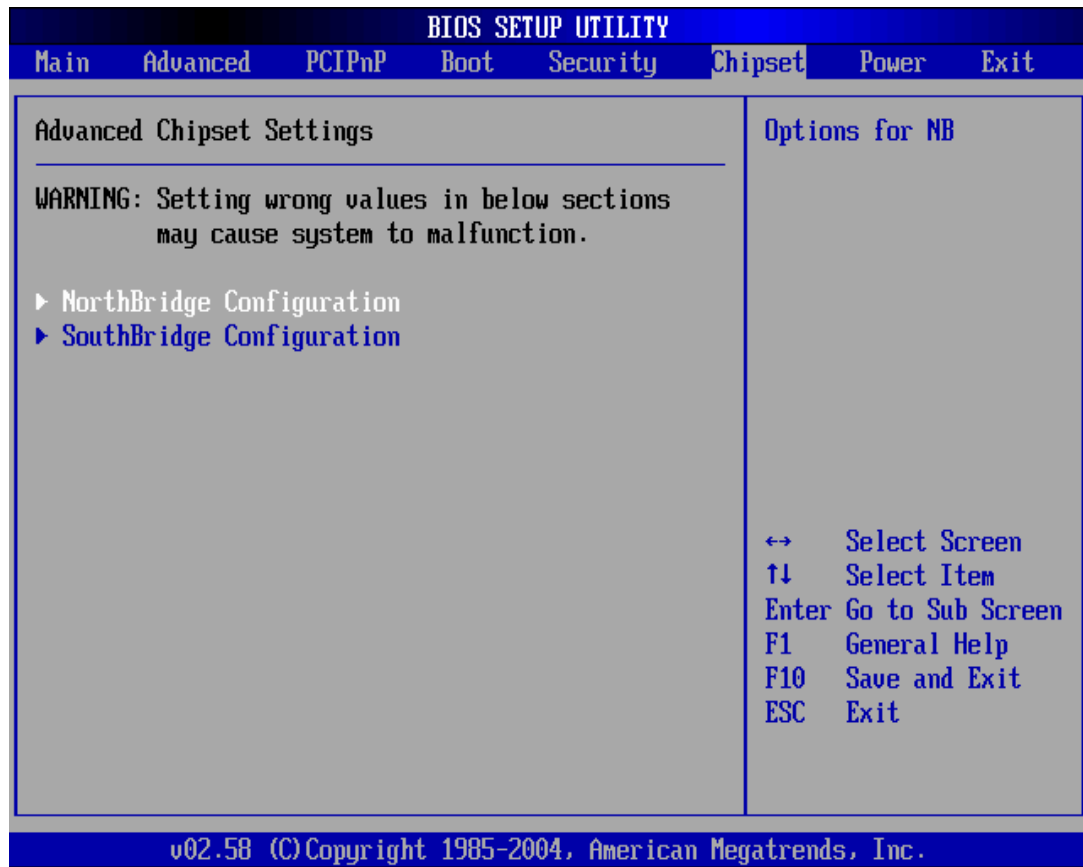 BIOS SETUP UTILITY
Main Advanced PCIPnP Boot Security Chipset Power Exit
Advanced Chipset Settings
WARNING: Setting wrong values in below sections
may cause system to malfunction.
▶ NorthBridge Configuration
▶ SouthBridge Configuration
Options for NB
←→ Select Screen
↑↓ Select Item
Enter Go to Sub Screen
F1 General Help
F10 Save and Exit
ESC Exit
v02.58 (C)Copyright 1985-2004, American Megatrends, Inc.